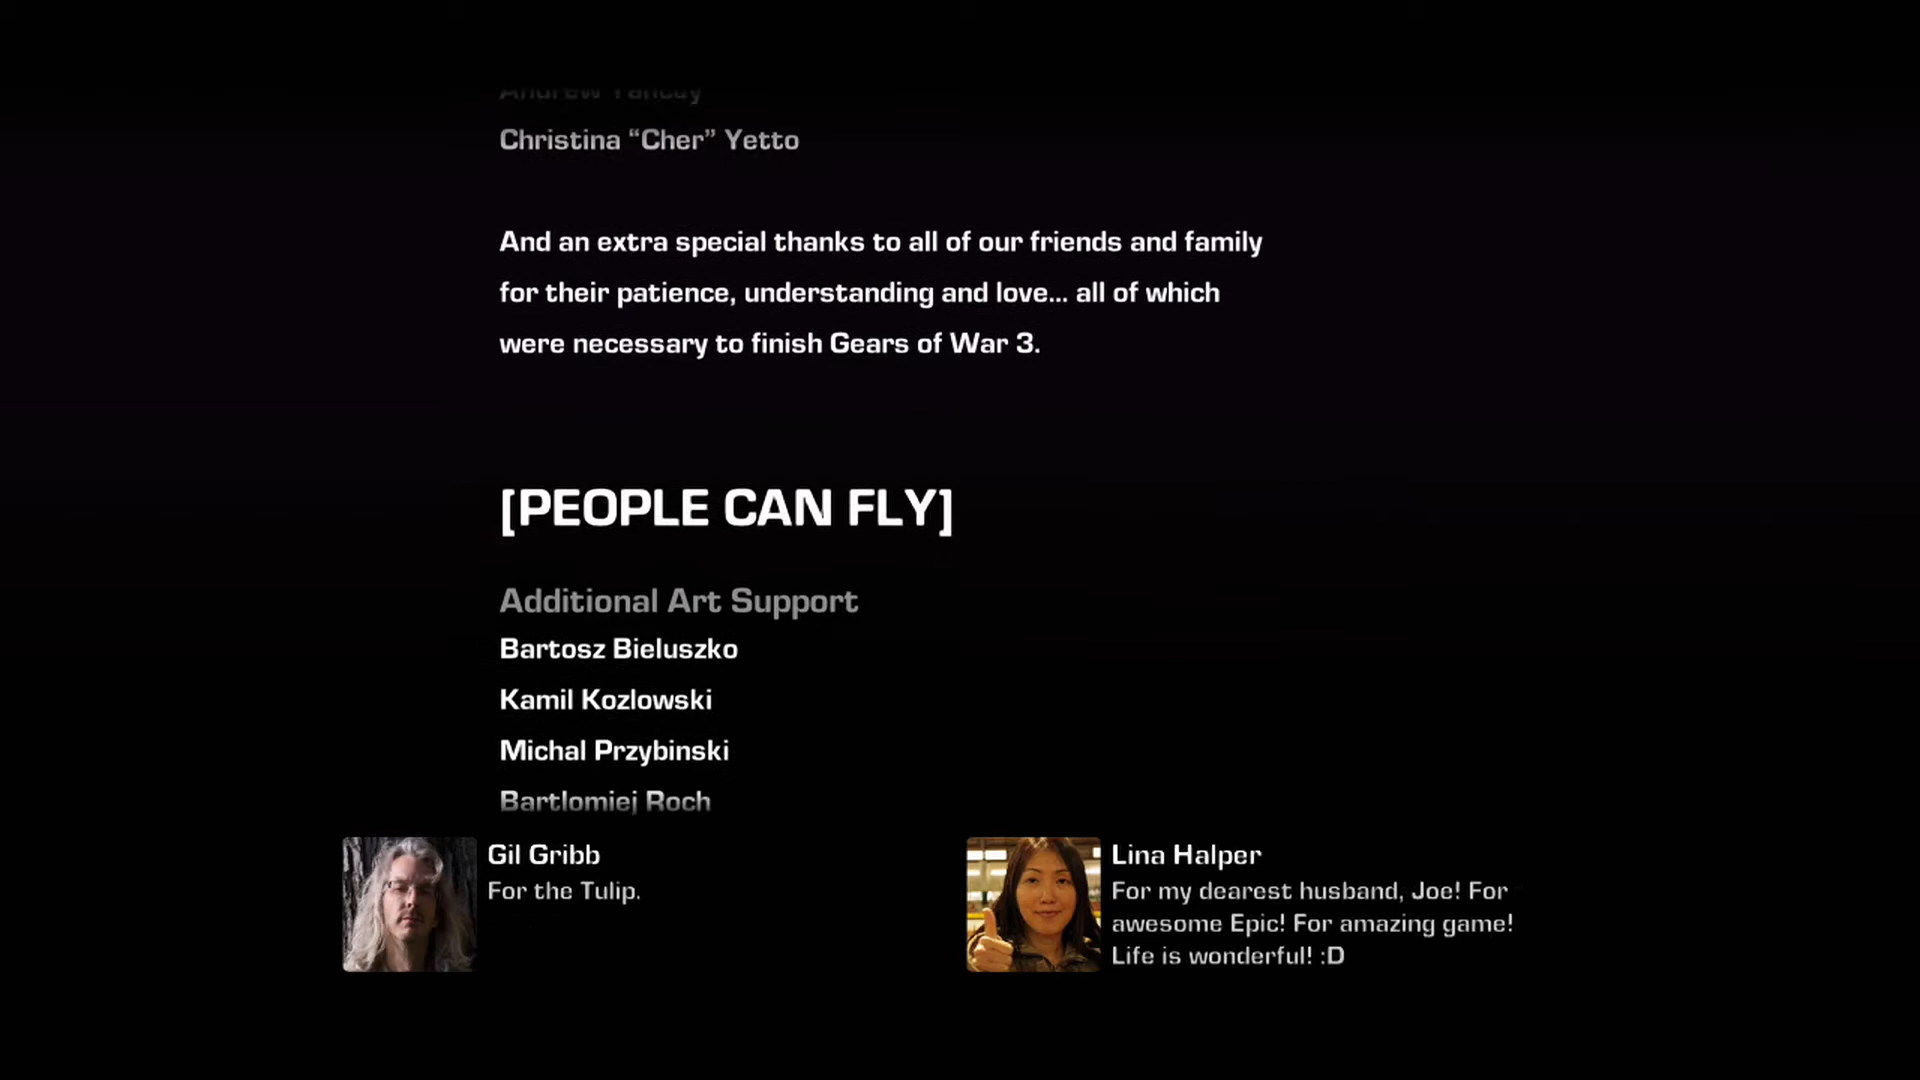 Andrew Yancey
Christina “Cher” Yetto
And an extra special thanks to all of our friends and family
for their patience, understanding and love... all of which
were necessary to finish Gears of War 3.
[PEOPLE CAN FLY]
Additional Art Support
Bartosz Bieluszko
Kamil Kozlowski
Michal Przybinski
Bartlomiej Roch
Gil Gribb
For the Tulip.
Lina Halper
For my dearest husband, Joe! For
awesome Epic! For amazing game!
Life is wonderful! :D